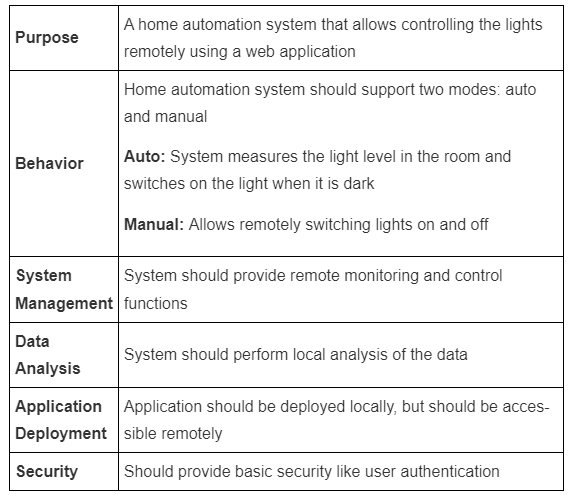 Purpose
A home automation system that allows controlling the lights
remotely using a web application
Behavior
Home automation system should support two modes: auto
and manual
Auto: System measures the light level in the room and
switches on the light when it is dark
Manual: Allows remotely switching lights on and off
System
Management
System should provide remote monitoring and control
functions
Data
Analysis
System should perform local analysis of the data
Application
Deployment
Application should be deployed locally, but should be acces-
sible remotely
Security
Should provide basic security like user authentication